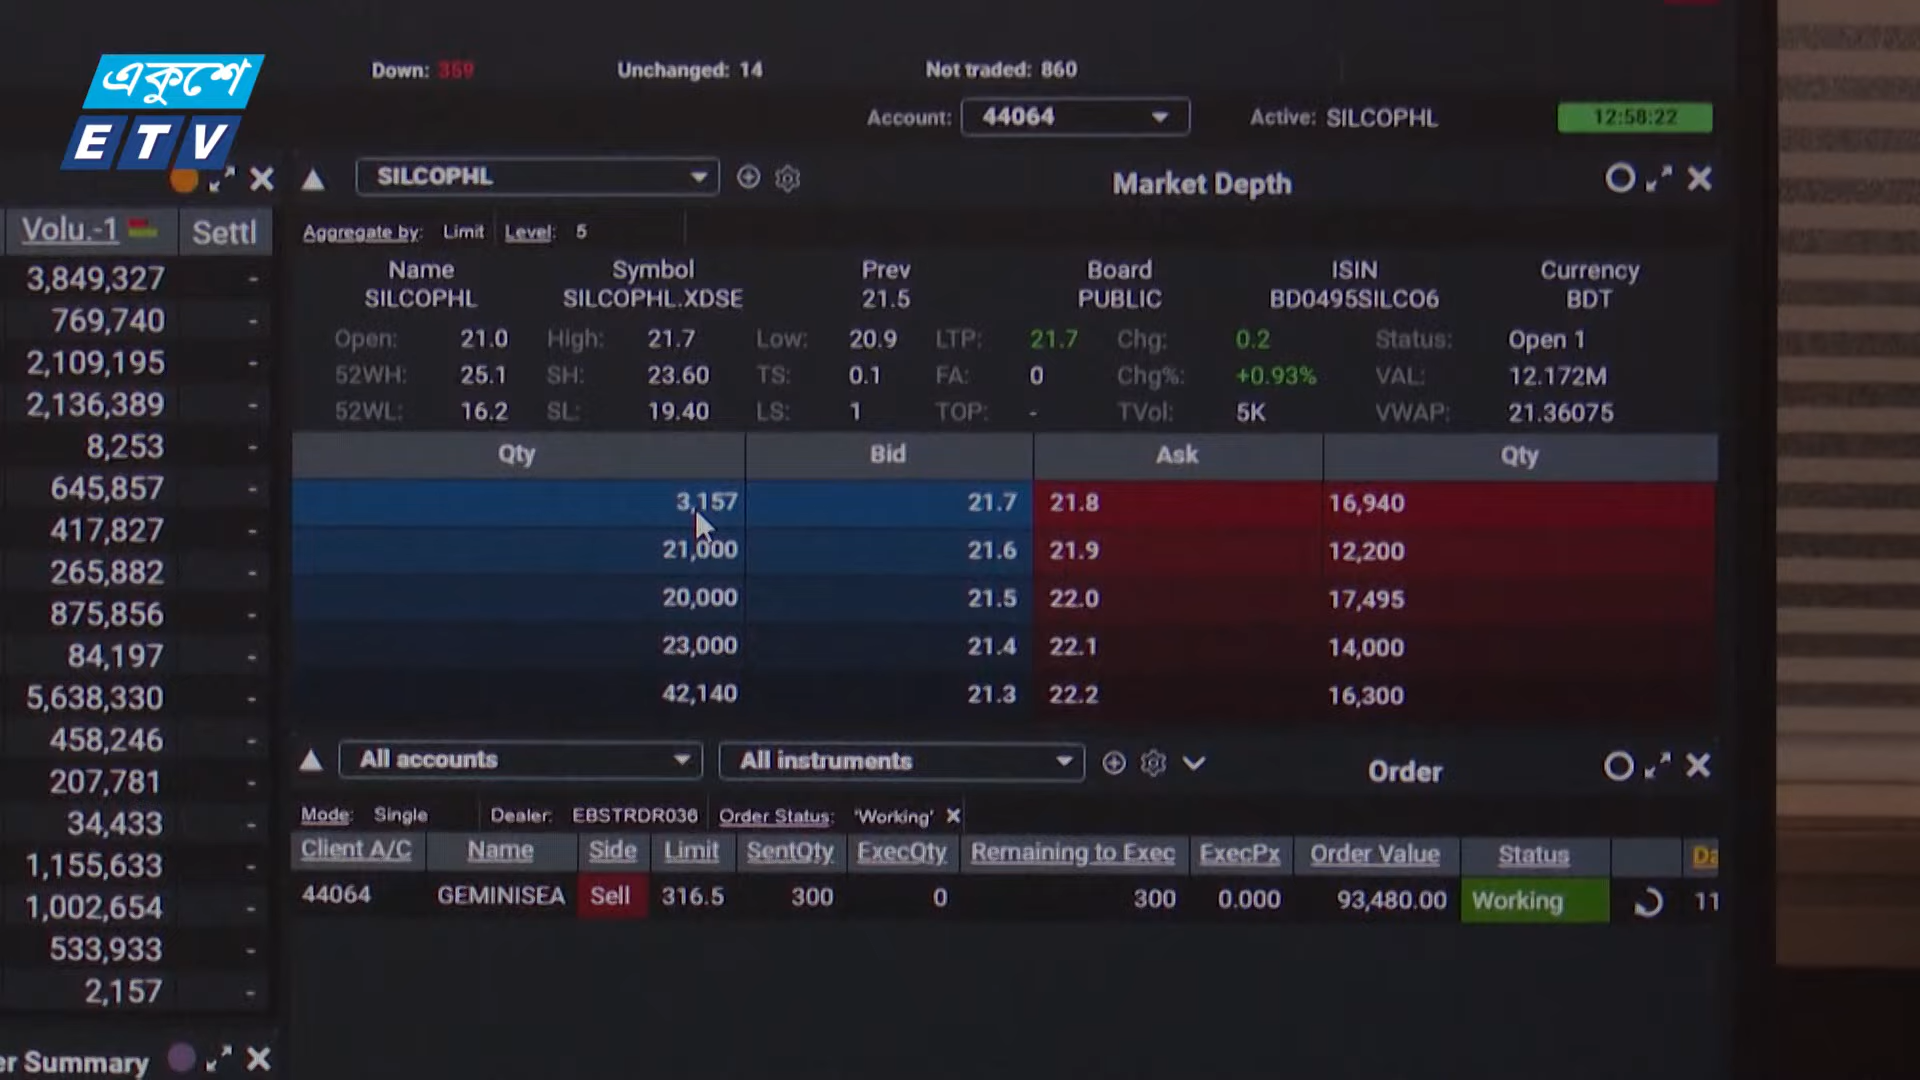 একুশে
ETV
Down: 359 Unchanged: 14 Not traded: 860
Account: 44064 Active: SILCOPHL 12:58:22
SILCOPHL Market Depth
Volu.-1 Settl
3,849,327 -
769,740 -
2,109,195 -
2,136,389 -
8,253 -
645,857 -
417,827 -
265,882 -
875,856 -
84,197 -
5,638,330 -
458,246 -
207,781 -
34,433 -
1,155,633 -
1,002,654 -
533,933 -
2,157 -
er Summary
Aggregate by: Limit Level: 5
Name Symbol Prev Board ISIN Currency
SILCOPHL SILCOPHL.XDSE 21.5 PUBLIC BD0495SILCO6 BDT
Open: 21.0 High: 21.7 Low: 20.9 LTP: 21.7 Chg: 0.2 Status: Open 1
52WH: 25.1 SH: 23.60 TS: 0.1 FA: 0 Chg%: +0.93% VAL: 12.172M
52WL: 16.2 SL: 19.40 LS: 1 TOP: - TVol: 5K VWAP: 21.36075
Qty Bid Ask Qty
3,157 21.7 21.8 16,940
21,000 21.6 21.9 12,200
20,000 21.5 22.0 17,495
23,000 21.4 22.1 14,000
42,140 21.3 22.2 16,300
All accounts All instruments Order
Mode: Single Dealer: EBSTRDR036 Order Status: 'Working'
Client A/C Name Side Limit SentQty ExecQty Remaining to Exec ExecPx Order Value Status Da
44064 GEMINISEA Sell 316.5 300 0 300 0.000 93,480.00 Working 11